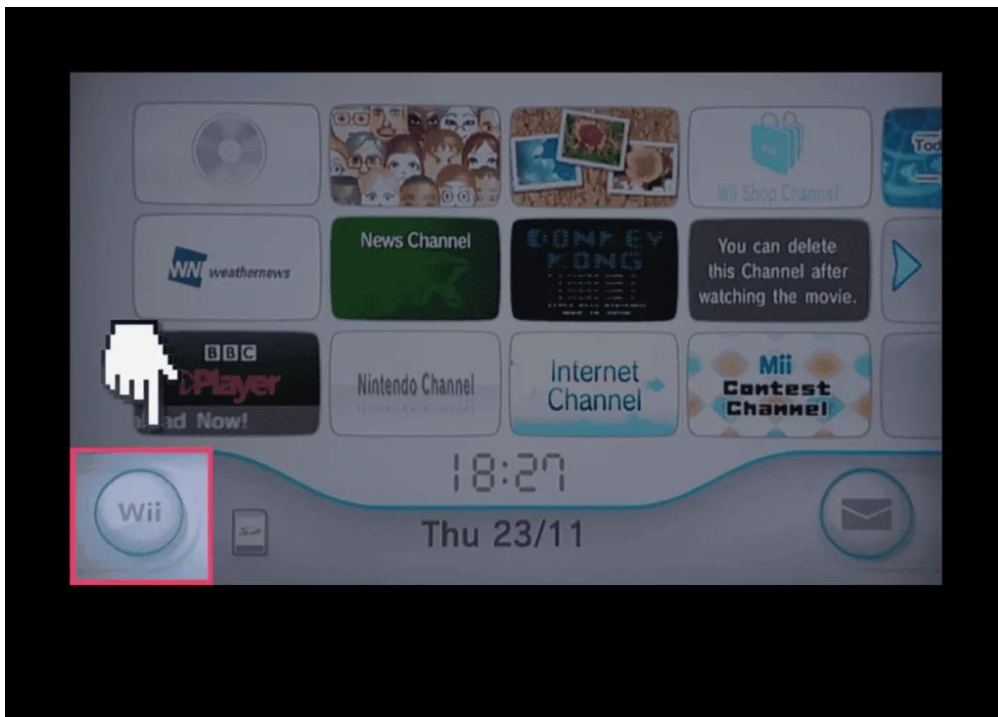 Wii Shop Channel
Tod
WN weathernews
News Channel
DONKEY
KONG
You can delete
this Channel after
watching the movie.
BBC
iPlayer
ad Now!
Nintendo Channel
Internet
Channel
Mii
Contest
Channel
18:27
Wii
Thu 23/11